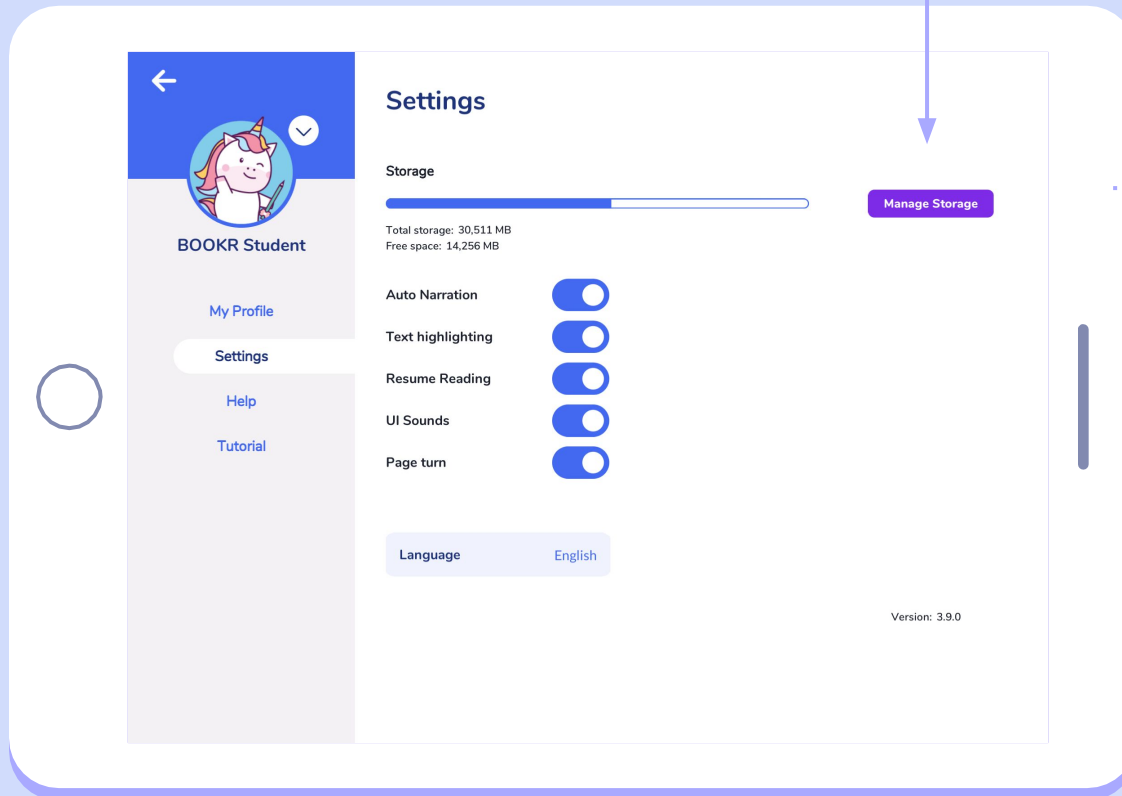 BOOKR Student
My Profile
Settings
Help
Tutorial
Settings
Storage
Manage Storage
Total storage: 30,511 MB
Free space: 14,256 MB
Auto Narration
Text highlighting
Resume Reading
UI Sounds
Page turn
Language English
Version: 3.9.0